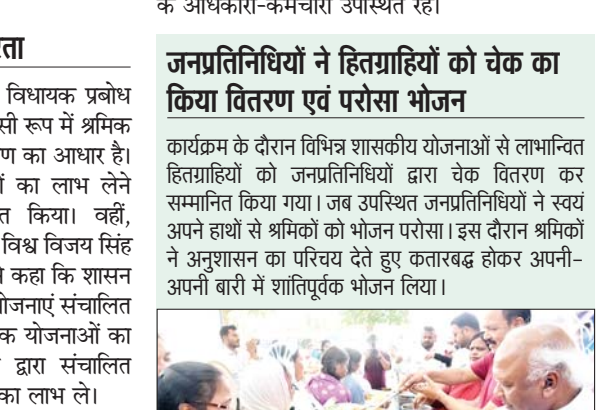 रता
विधायक प्रबोध
सी रूप में श्रमिक
ण का आधार है।
ं का लाभ लेने
त किया। वहीं,
विश्व विजय सिंह
े कहा कि शासन
ोजनाएं संचालित
क योजनाओं का
द्वारा संचालित
का लाभ ले।
के अधिकारी-कर्मचारी उपस्थित रहे।
जनप्रतिनिधियों ने हितग्राहियों को चेक का
किया वितरण एवं परोसा भोजन
कार्यक्रम के दौरान विभिन्न शासकीय योजनाओं से लाभान्वित
हितग्राहियों को जनप्रतिनिधियों द्वारा चेक वितरण कर
सम्मानित किया गया। जब उपस्थित जनप्रतिनिधियों ने स्वयं
अपने हाथों से श्रमिकों को भोजन परोसा। इस दौरान श्रमिकों
ने अनुशासन का परिचय देते हुए कतारबद्ध होकर अपनी-
अपनी बारी में शांतिपूर्वक भोजन लिया।